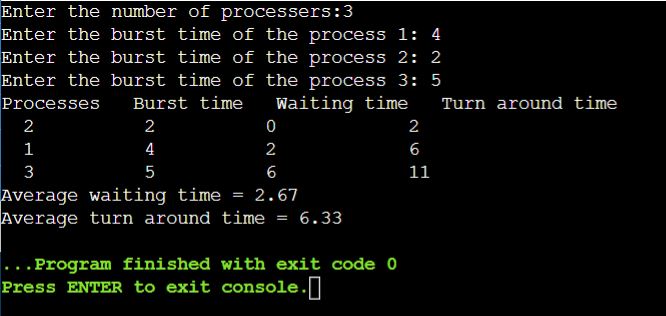 Enter the number of processers:3
Enter the burst time of the process 1: 4
Enter the burst time of the process 2: 2
Enter the burst time of the process 3: 5
Processes Burst time Waiting time Turn around time
2 2 0 2
1 4 2 6
3 5 6 11
Average waiting time = 2.67
Average turn around time = 6.33
...Program finished with exit code 0
Press ENTER to exit console.